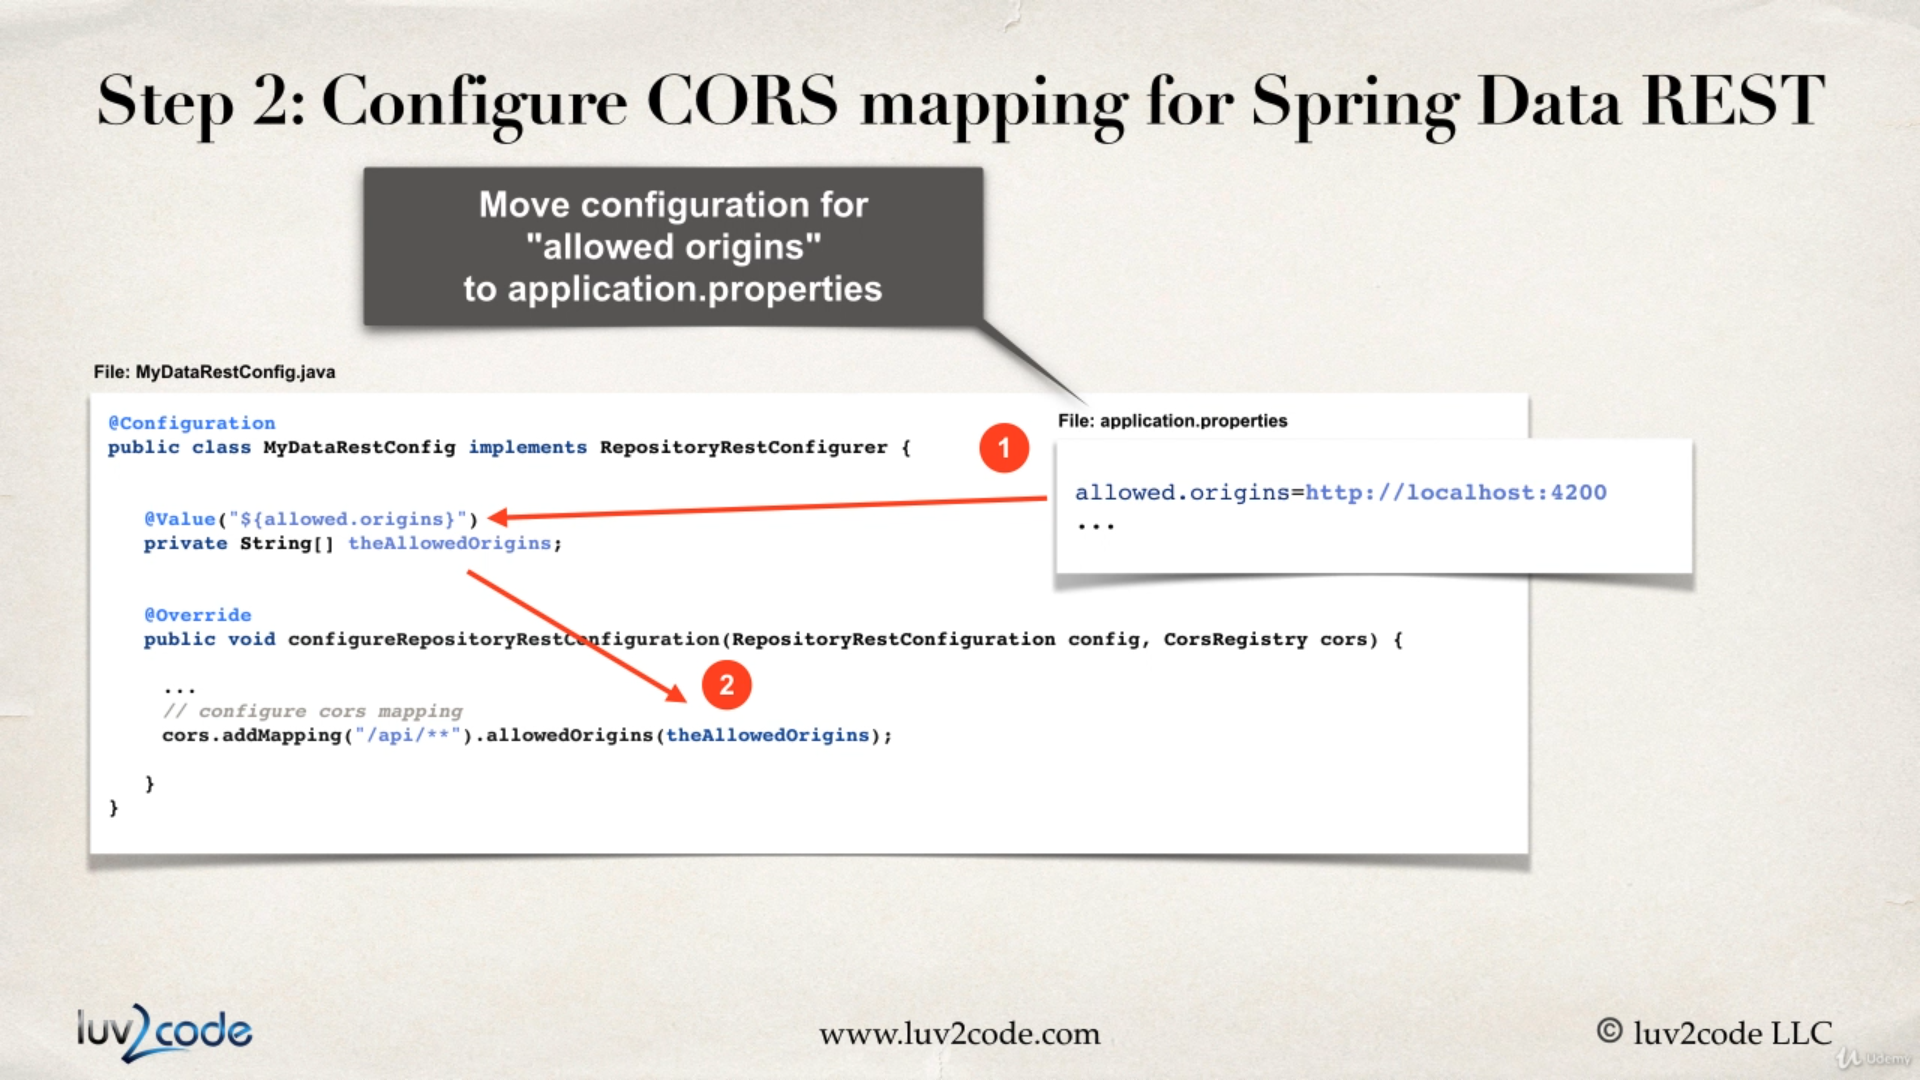 Step 2: Configure CORS mapping for Spring Data REST
Move configuration for
"allowed origins"
to application.properties
File: MyDataRestConfig.java
@Configuration
public class MyDataRestConfig implements RepositoryRestConfigurer {
@Value("${allowed.origins}")
private String[] theAllowedOrigins;
@Override
public void configureRepositoryRestConfiguration(RepositoryRestConfiguration config, CorsRegistry cors) {
...
// configure cors mapping
cors.addMapping("/api/**").allowedOrigins(theAllowedOrigins);
}
}
1
File: application.properties
allowed.origins=http://localhost:4200
...
2
luv2code
www.luv2code.com
© luv2code LLC
Udemy